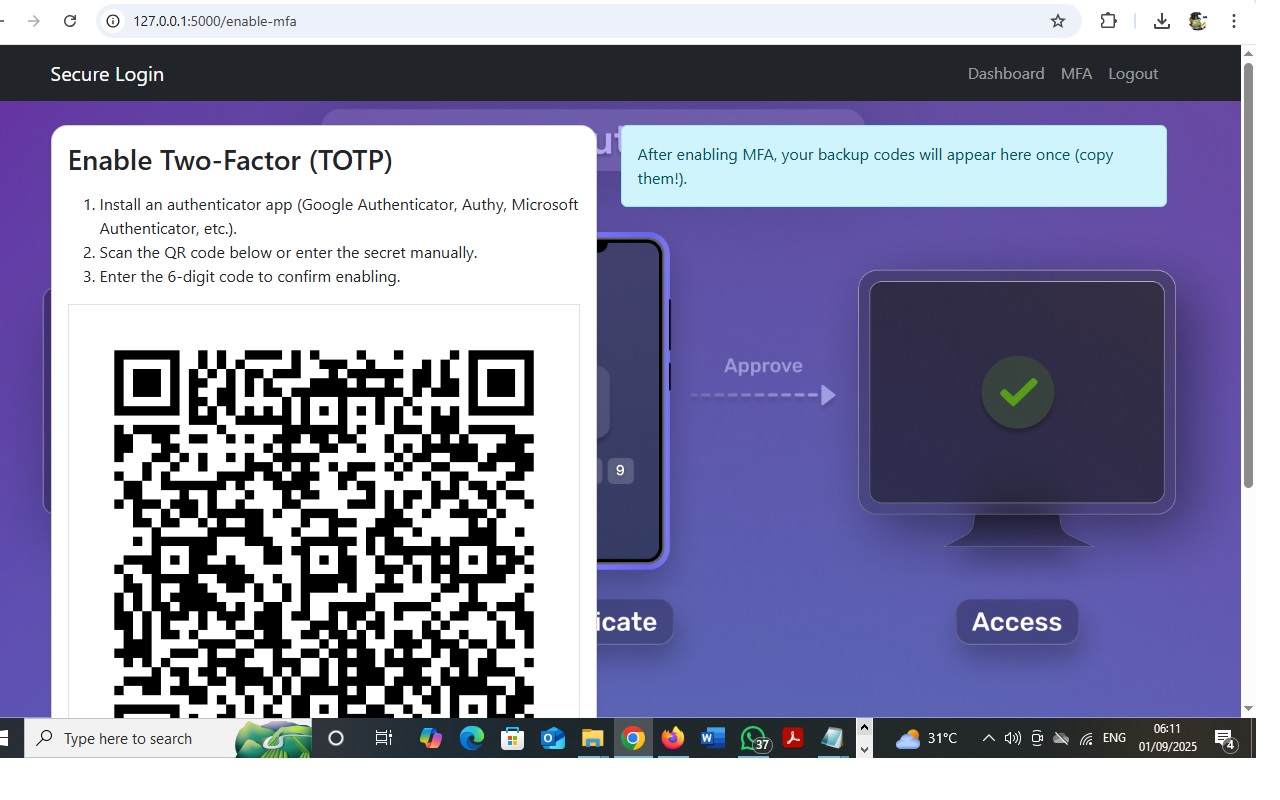 127.0.0.1:5000/enable-mfa
Secure Login
Dashboard MFA Logout
Enable Two-Factor (TOTP)
1. Install an authenticator app (Google Authenticator, Authy, Microsoft
Authenticator, etc.).
2. Scan the QR code below or enter the secret manually.
3. Enter the 6-digit code to confirm enabling.
After enabling MFA, your backup codes will appear here once (copy
them!).
Approve
9
icate
Access
Type here to search
37
31°C
ENG
06:11
01/09/2025
4